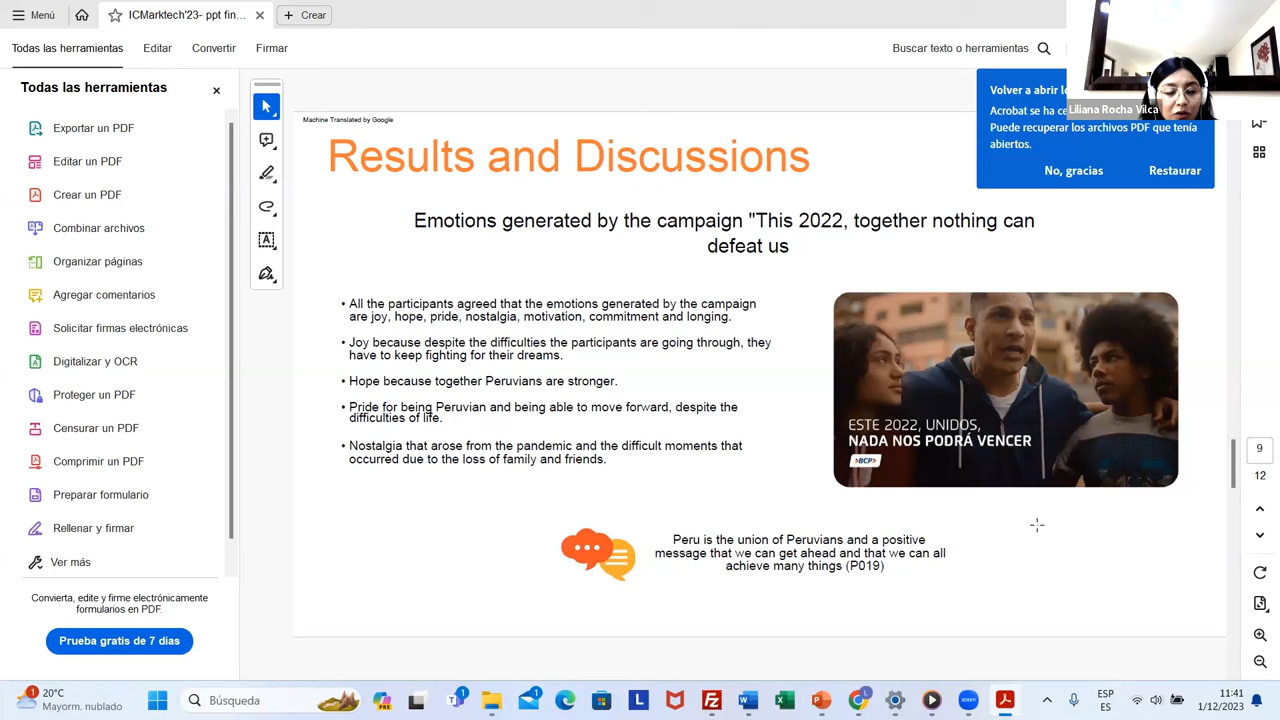 Menú
ICMarktech'23- ppt fin...
Crear
Todas las herramientas
Editar
Convertir
Firmar
Buscar texto o herramientas
Todas las herramientas
Exportar un PDF
Editar un PDF
Crear un PDF
Combinar archivos
Organizar páginas
Agregar comentarios
Solicitar firmas electrónicas
Digitalizar y OCR
Proteger un PDF
Censurar un PDF
Comprimir un PDF
Preparar formulario
Rellenar y firmar
Ver más
Convierta, edite y firme electrónicamente
formularios en PDF.
Prueba gratis de 7 días
Volver a abrir
Acrobat se ha
Puede recuperar los archivos PDF que tenía
abiertos.
No, gracias
Restaurar
Liliana Rocha Vilca
Machine Translated by Google
Results and Discussions
Emotions generated by the campaign "This 2022, together nothing can
defeat us
• All the participants agreed that the emotions generated by the campaign
are joy, hope, pride, nostalgia, motivation, commitment and longing.
• Joy because despite the difficulties the participants are going through, they
have to keep fighting for their dreams.
• Hope because together Peruvians are stronger.
• Pride for being Peruvian and being able to move forward, despite the
difficulties of life.
• Nostalgia that arose from the pandemic and the difficult moments that
occurred due to the loss of family and friends.
ESTE 2022, UNIDOS,
NADA NOS PODRÁ VENCER
>BCP>
Peru is the union of Peruvians and a positive
message that we can get ahead and that we can all
achieve many things (P019)
9
12
1
20°C
Mayorm. nublado
Búsqueda
PRE
1
1
L
ESP
ES
11:41
1/12/2023